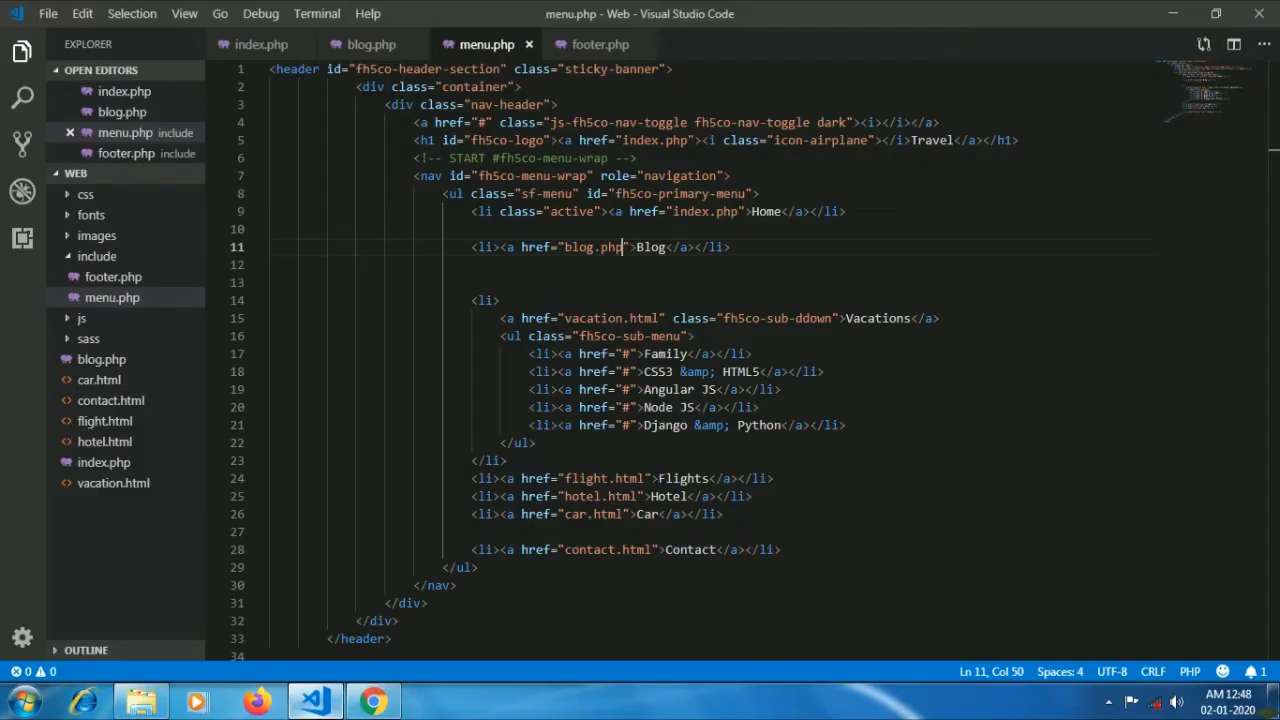 File Edit Selection View Go Debug Terminal Help
menu.php - Web - Visual Studio Code
EXPLORER
index.php blog.php menu.php footer.php
OPEN EDITORS
index.php
blog.php
menu.php include
footer.php include
WEB
css
fonts
images
include
footer.php
menu.php
js
sass
blog.php
car.html
contact.html
flight.html
hotel.html
index.php
vacation.html
OUTLINE
1 <header id="fh5co-header-section" class="sticky-banner">
2 <div class="container">
3 <div class="nav-header">
4 <a href="#" class="js-fh5co-nav-toggle fh5co-nav-toggle dark"><i></i></a>
5 <h1 id="fh5co-logo"><a href="index.php"><i class="icon-airplane"></i>Travel</a></h1>
6 <!-- START #fh5co-menu-wrap -->
7 <nav id="fh5co-menu-wrap" role="navigation">
8 <ul class="sf-menu" id="fh5co-primary-menu">
9 <li class="active"><a href="index.php">Home</a></li>
10
11 <li><a href="blog.php">Blog</a></li>
12
13
14 <li>
15 <a href="vacation.html" class="fh5co-sub-ddown">Vacations</a>
16 <ul class="fh5co-sub-menu">
17 <li><a href="#">Family</a></li>
18 <li><a href="#">CSS3 &amp; HTML5</a></li>
19 <li><a href="#">Angular JS</a></li>
20 <li><a href="#">Node JS</a></li>
21 <li><a href="#">Django &amp; Python</a></li>
22 </ul>
23 </li>
24 <li><a href="flight.html">Flights</a></li>
25 <li><a href="hotel.html">Hotel</a></li>
26 <li><a href="car.html">Car</a></li>
27
28 <li><a href="contact.html">Contact</a></li>
29 </ul>
30 </nav>
31 </div>
32 </div>
33 </header>
34
0 0 Ln 11, Col 50 Spaces: 4 UTF-8 CRLF PHP 1
AM 12:48
02-01-2020